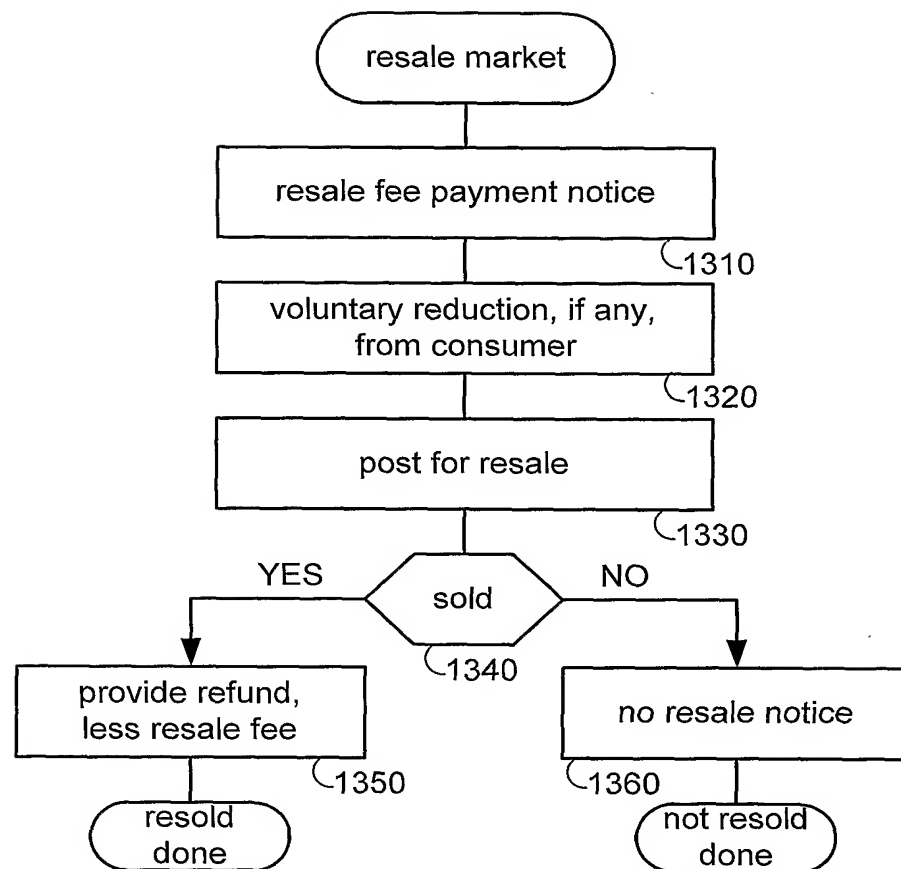 resale market
resale fee payment notice
1310
voluntary reduction, if any,
from consumer
1320
post for resale
1330
YES
NO
sold
1340
provide refund,
less resale fee
1350
no resale notice
1360
resold
done
not resold
done